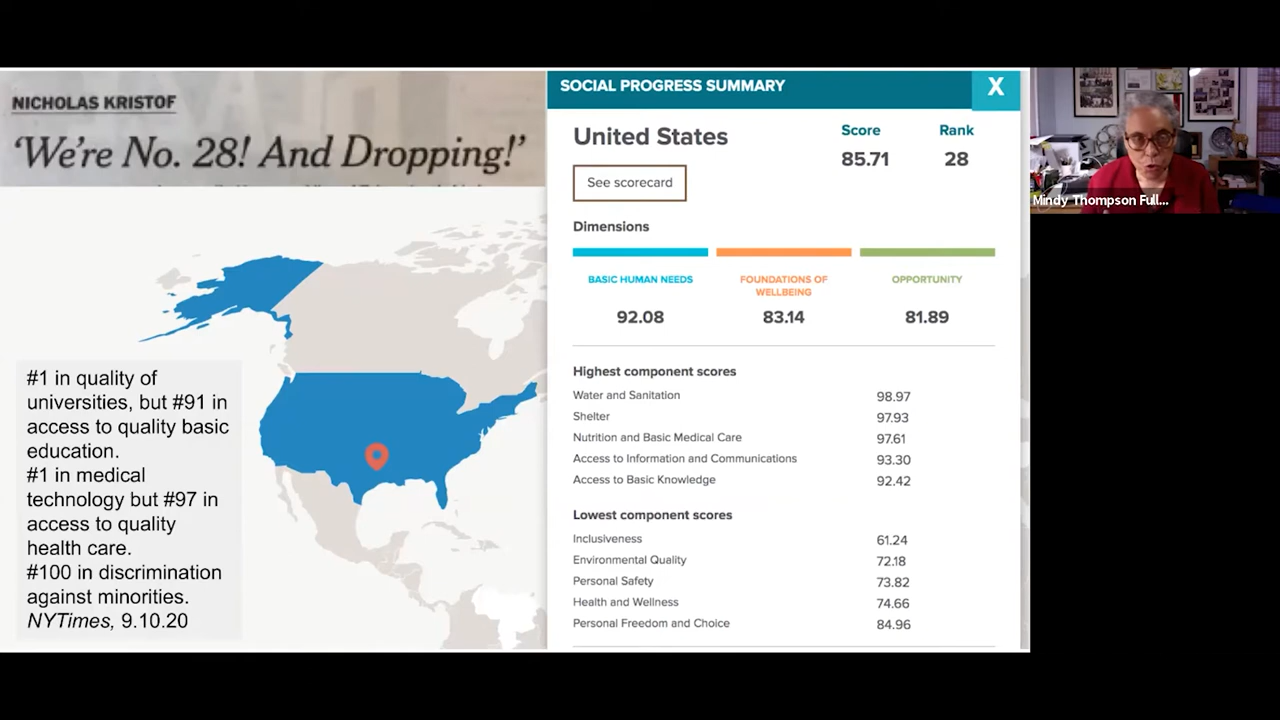 NICHOLAS KRISTOF
'We're No. 28! And Dropping!'
#1 in quality of
universities, but #91 in
access to quality basic
education.
#1 in medical
technology but #97 in
access to quality
health care.
#100 in discrimination
against minorities.
NYTimes, 9.10.20
SOCIAL PROGRESS SUMMARY
X
United States
Score
Rank
85.71
28
See scorecard
Dimensions
BASIC HUMAN NEEDS
FOUNDATIONS OF
WELLBEING
OPPORTUNITY
92.08
83.14
81.89
Highest component scores
Water and Sanitation 98.97
Shelter 97.93
Nutrition and Basic Medical Care 97.61
Access to Information and Communications 93.30
Access to Basic Knowledge 92.42
Lowest component scores
Inclusiveness 61.24
Environmental Quality 72.18
Personal Safety 73.82
Health and Wellness 74.66
Personal Freedom and Choice 84.96
Mindy Thompson Full...